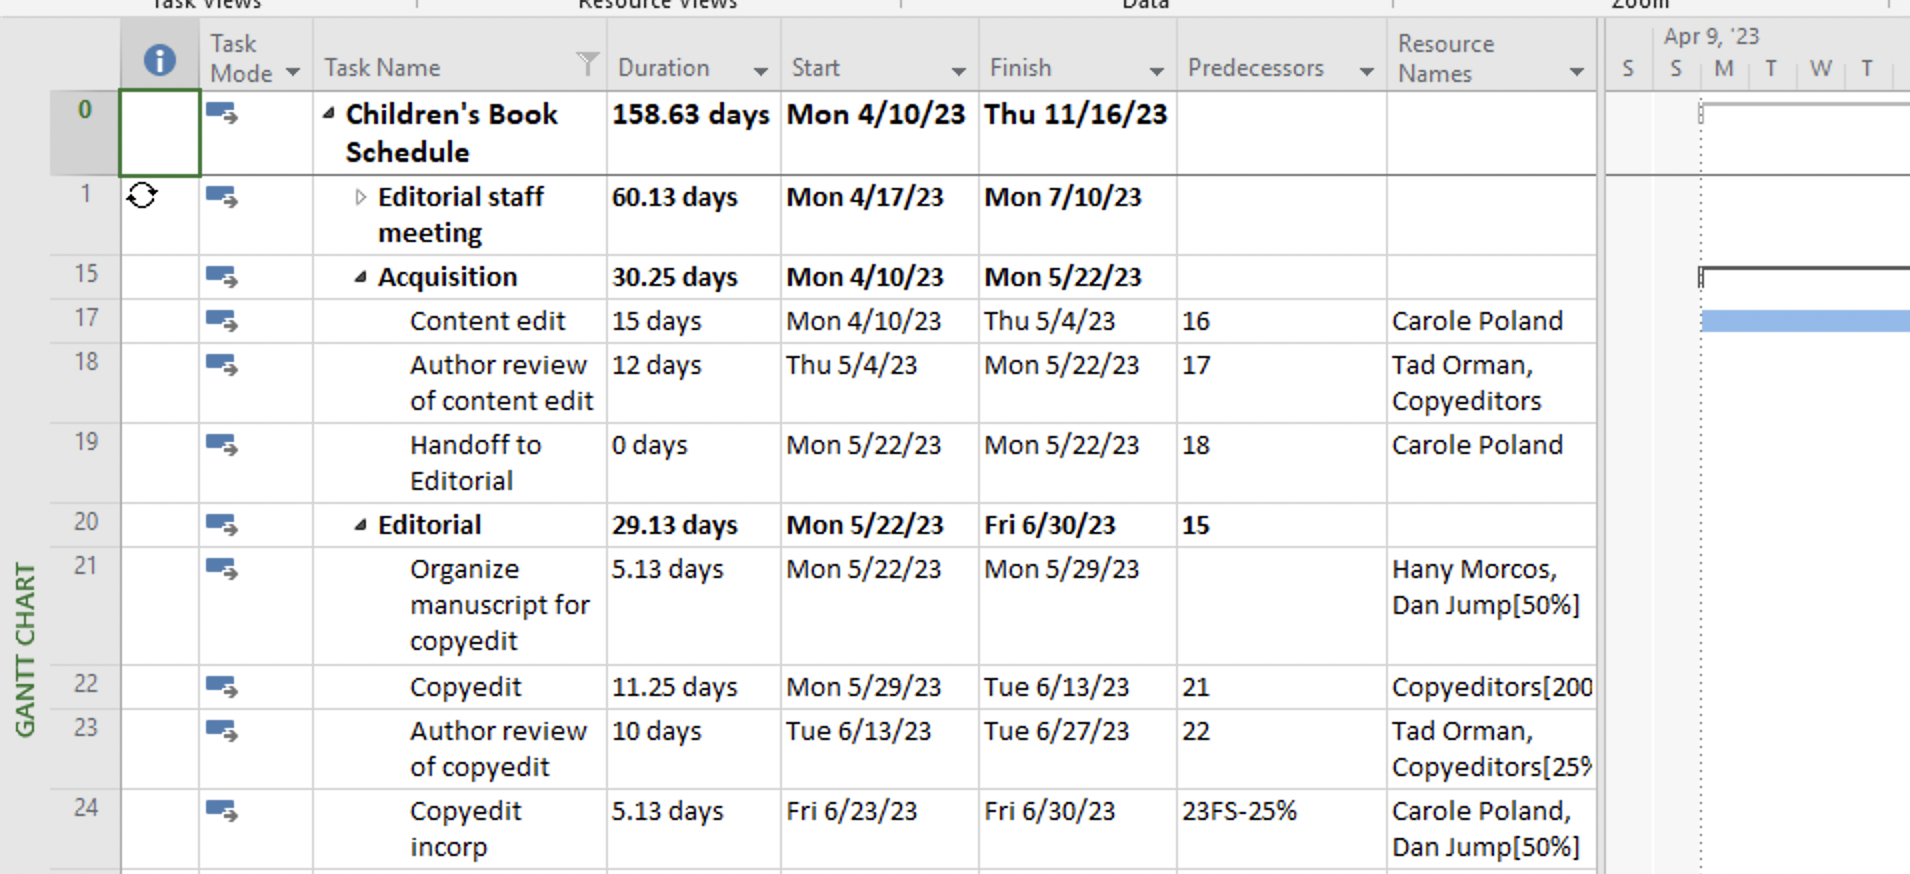 Task Views Resource Views Data Zoom
Task Mode Task Name Duration Start Finish Predecessors Resource Names S Apr 9, '23 S M T W T
0 Children's Book Schedule 158.63 days Mon 4/10/23 Thu 11/16/23
1 Editorial staff meeting 60.13 days Mon 4/17/23 Mon 7/10/23
15 Acquisition 30.25 days Mon 4/10/23 Mon 5/22/23
17 Content edit 15 days Mon 4/10/23 Thu 5/4/23 16 Carole Poland
18 Author review of content edit 12 days Thu 5/4/23 Mon 5/22/23 17 Tad Orman, Copyeditors
19 Handoff to Editorial 0 days Mon 5/22/23 Mon 5/22/23 18 Carole Poland
20 Editorial 29.13 days Mon 5/22/23 Fri 6/30/23 15
21 Organize manuscript for copyedit 5.13 days Mon 5/22/23 Mon 5/29/23 Hany Morcos, Dan Jump[50%]
22 Copyedit 11.25 days Mon 5/29/23 Tue 6/13/23 21 Copyeditors[200
23 Author review of copyedit 10 days Tue 6/13/23 Tue 6/27/23 22 Tad Orman, Copyeditors[25%
24 Copyedit incorp 5.13 days Fri 6/23/23 Fri 6/30/23 23FS-25% Carole Poland, Dan Jump[50%]
GANTT CHART